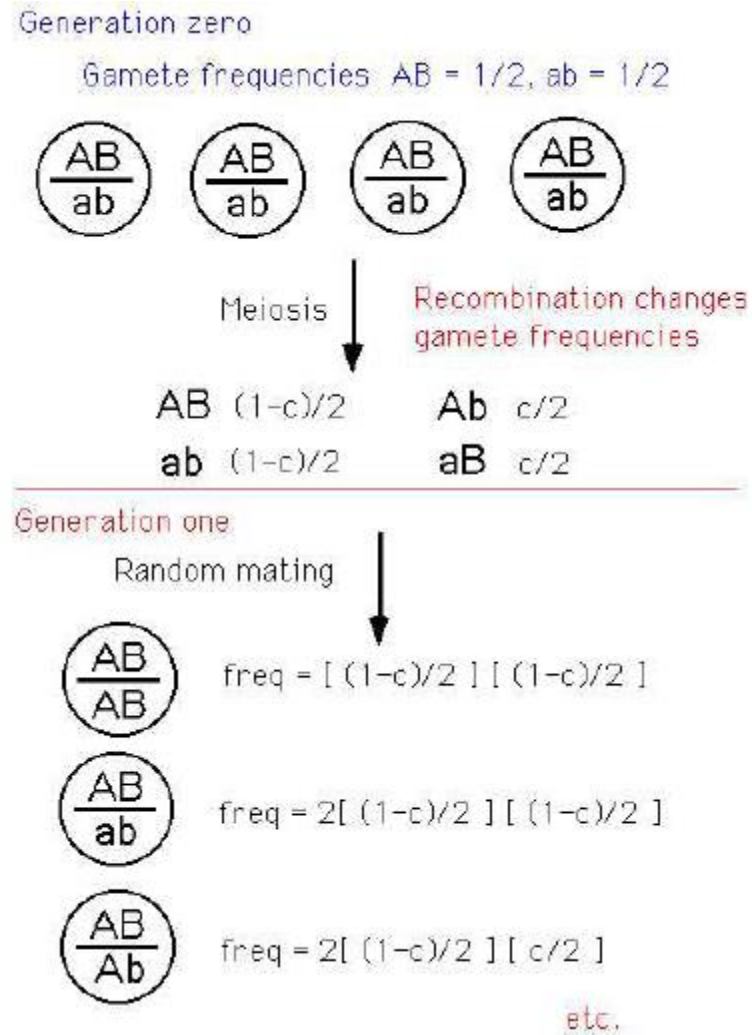 Generation zero
Gamete frequencies AB = 1/2, ab = 1/2
AB AB AB AB
ab ab ab ab
Meiosis
Recombination changes
gamete frequencies
AB (1-c)/2 Ab c/2
ab (1-c)/2 aB c/2
Generation one
Random mating
AB
AB
freq = [ (1-c)/2 ] [ (1-c)/2 ]
AB
ab
freq = 2[ (1-c)/2 ] [ (1-c)/2 ]
AB
Ab
freq = 2[ (1-c)/2 ] [ c/2 ]
etc.